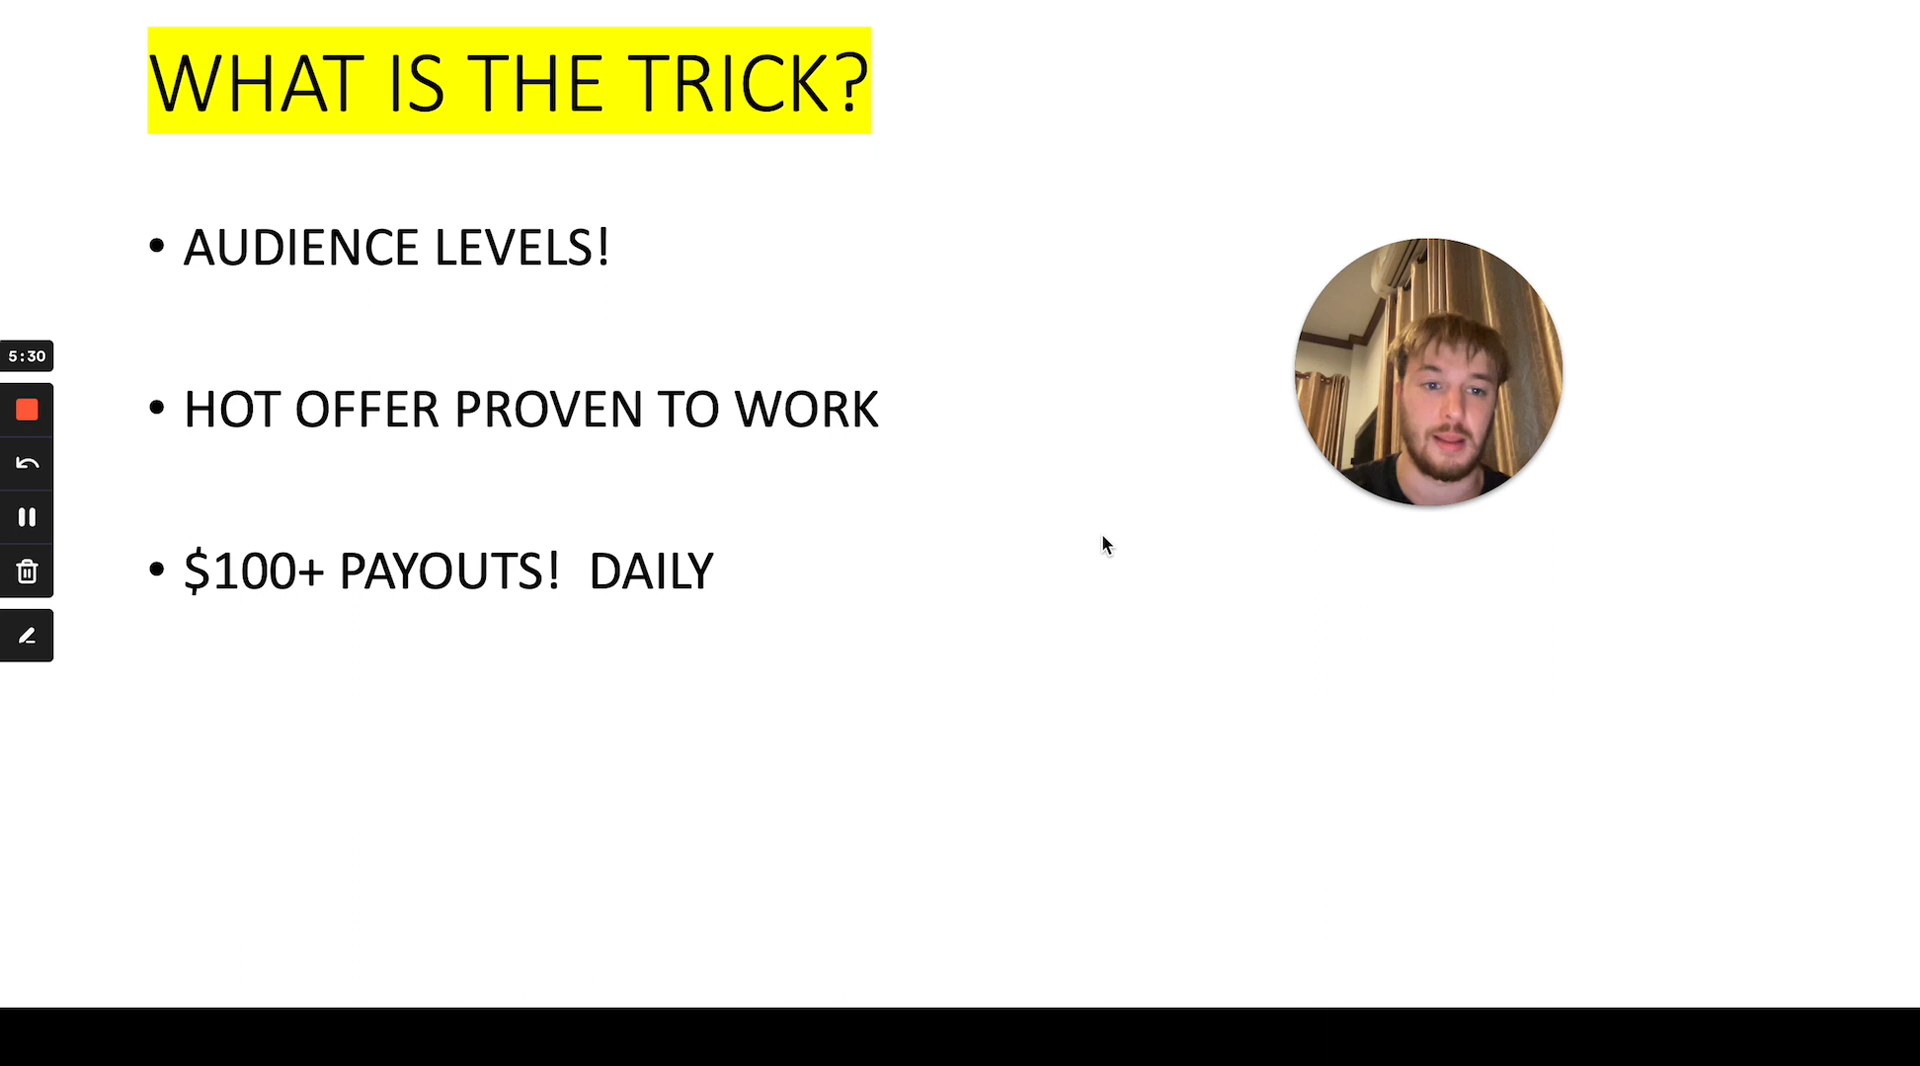 WHAT IS THE TRICK?
• AUDIENCE LEVELS!
• HOT OFFER PROVEN TO WORK
• $100+ PAYOUTS!  DAILY
5:30